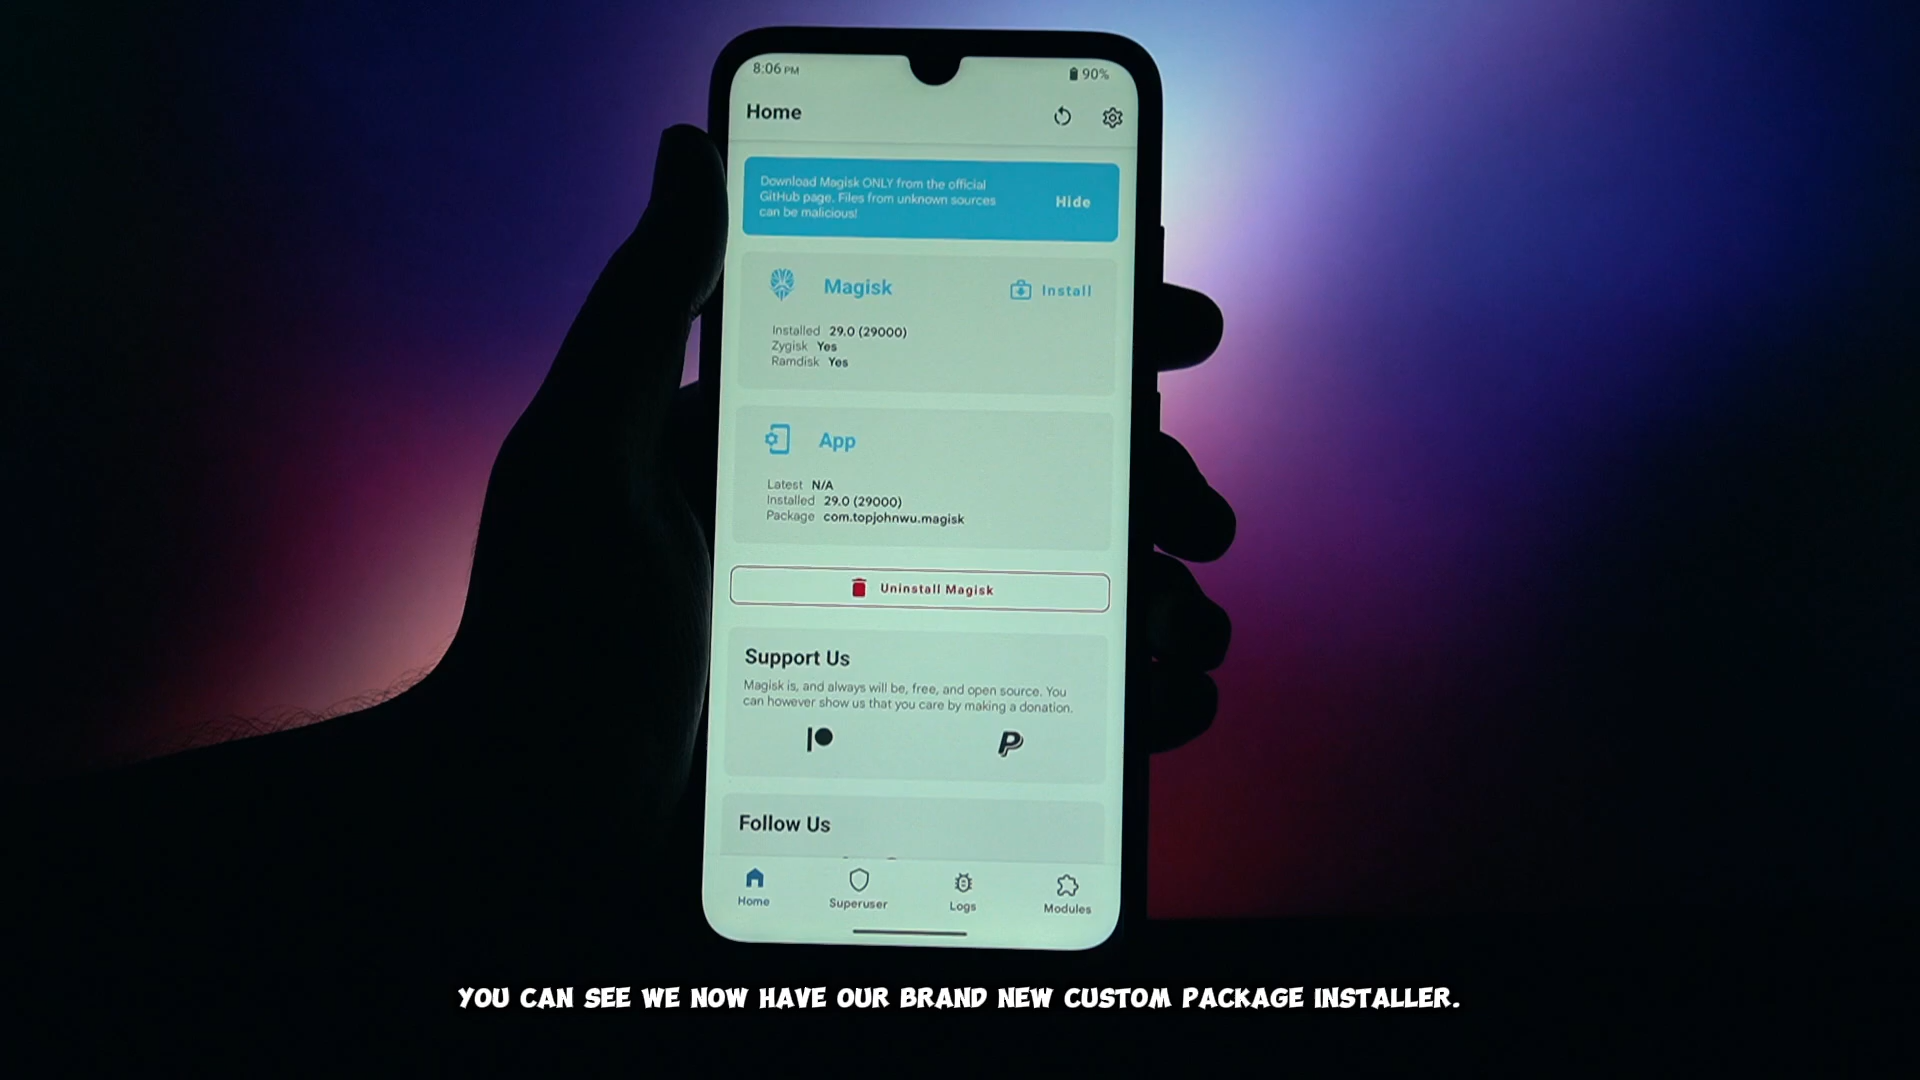 8:06 PM
90%
Home
Download Magisk ONLY from the official
GitHub page. Files from unknown sources
can be malicious!
Hide
Magisk
Install
Installed 29.0 (29000)
Zygisk Yes
Ramdisk Yes
App
Latest N/A
Installed 29.0 (29000)
Package com.topjohnwu.magisk
Uninstall Magisk
Support Us
Magisk is, and always will be, free, and open source. You
can however show us that you care by making a donation.
Follow Us
Home
Superuser
Logs
Modules
YOU CAN SEE WE NOW HAVE OUR BRAND NEW CUSTOM PACKAGE INSTALLER.